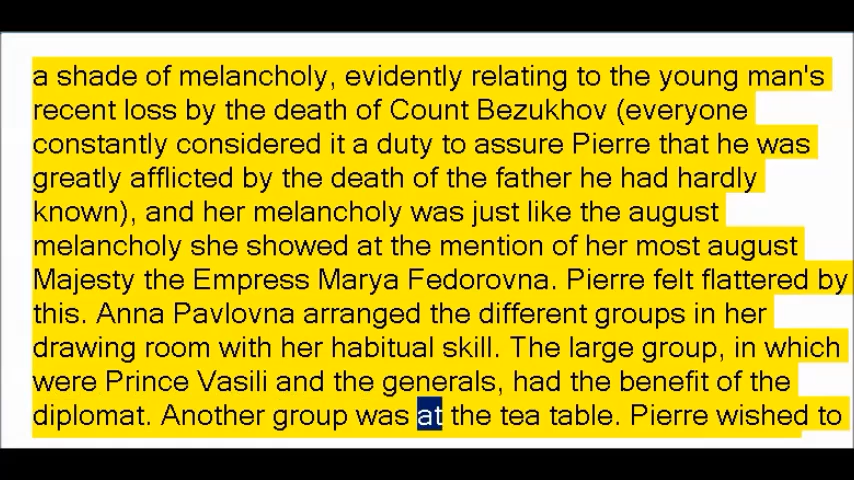 a shade of melancholy, evidently relating to the young man's
recent loss by the death of Count Bezukhov (everyone
constantly considered it a duty to assure Pierre that he was
greatly afflicted by the death of the father he had hardly
known), and her melancholy was just like the august
melancholy she showed at the mention of her most august
Majesty the Empress Marya Fedorovna. Pierre felt flattered by
this. Anna Pavlovna arranged the different groups in her
drawing room with her habitual skill. The large group, in which
were Prince Vasili and the generals, had the benefit of the
diplomat. Another group was at the tea table. Pierre wished to